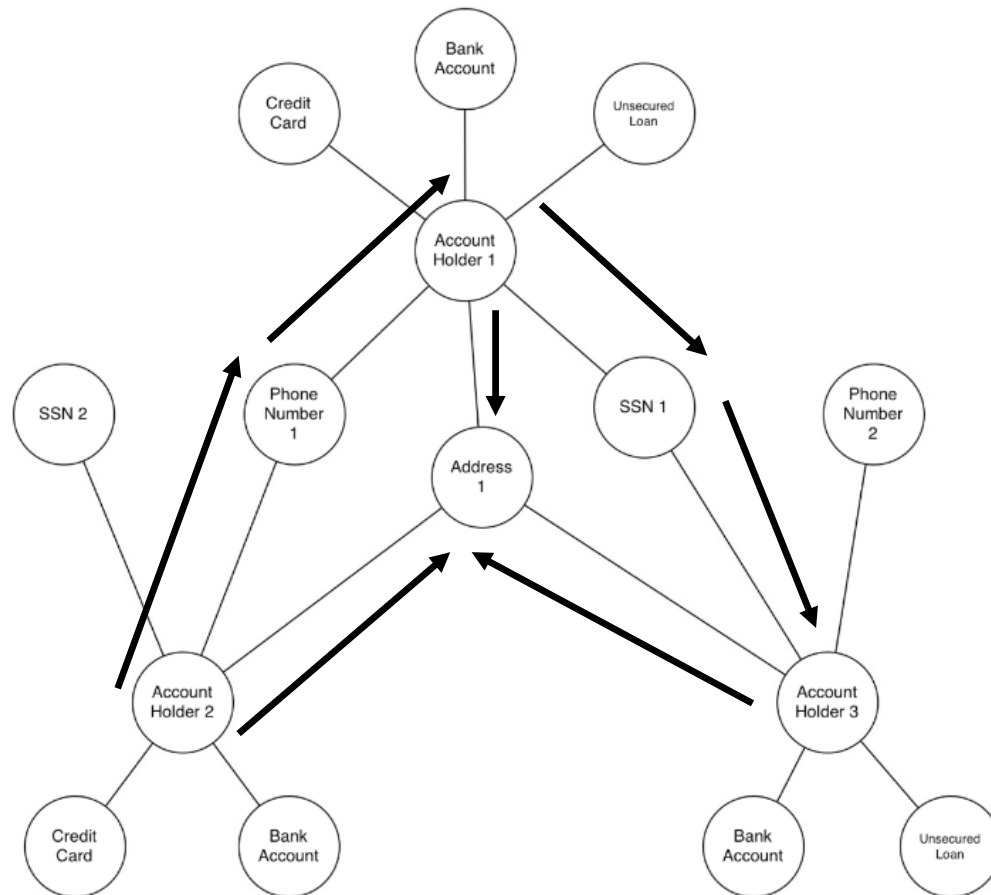 Bank
Account
Credit
Card
Unsecured
Loan
Account
Holder 1
SSN 2
Phone
Number
1
SSN 1
Phone
Number
2
Address
1
Account
Holder 2
Account
Holder 3
Credit
Card
Bank
Account
Bank
Account
Unsecured
Loan